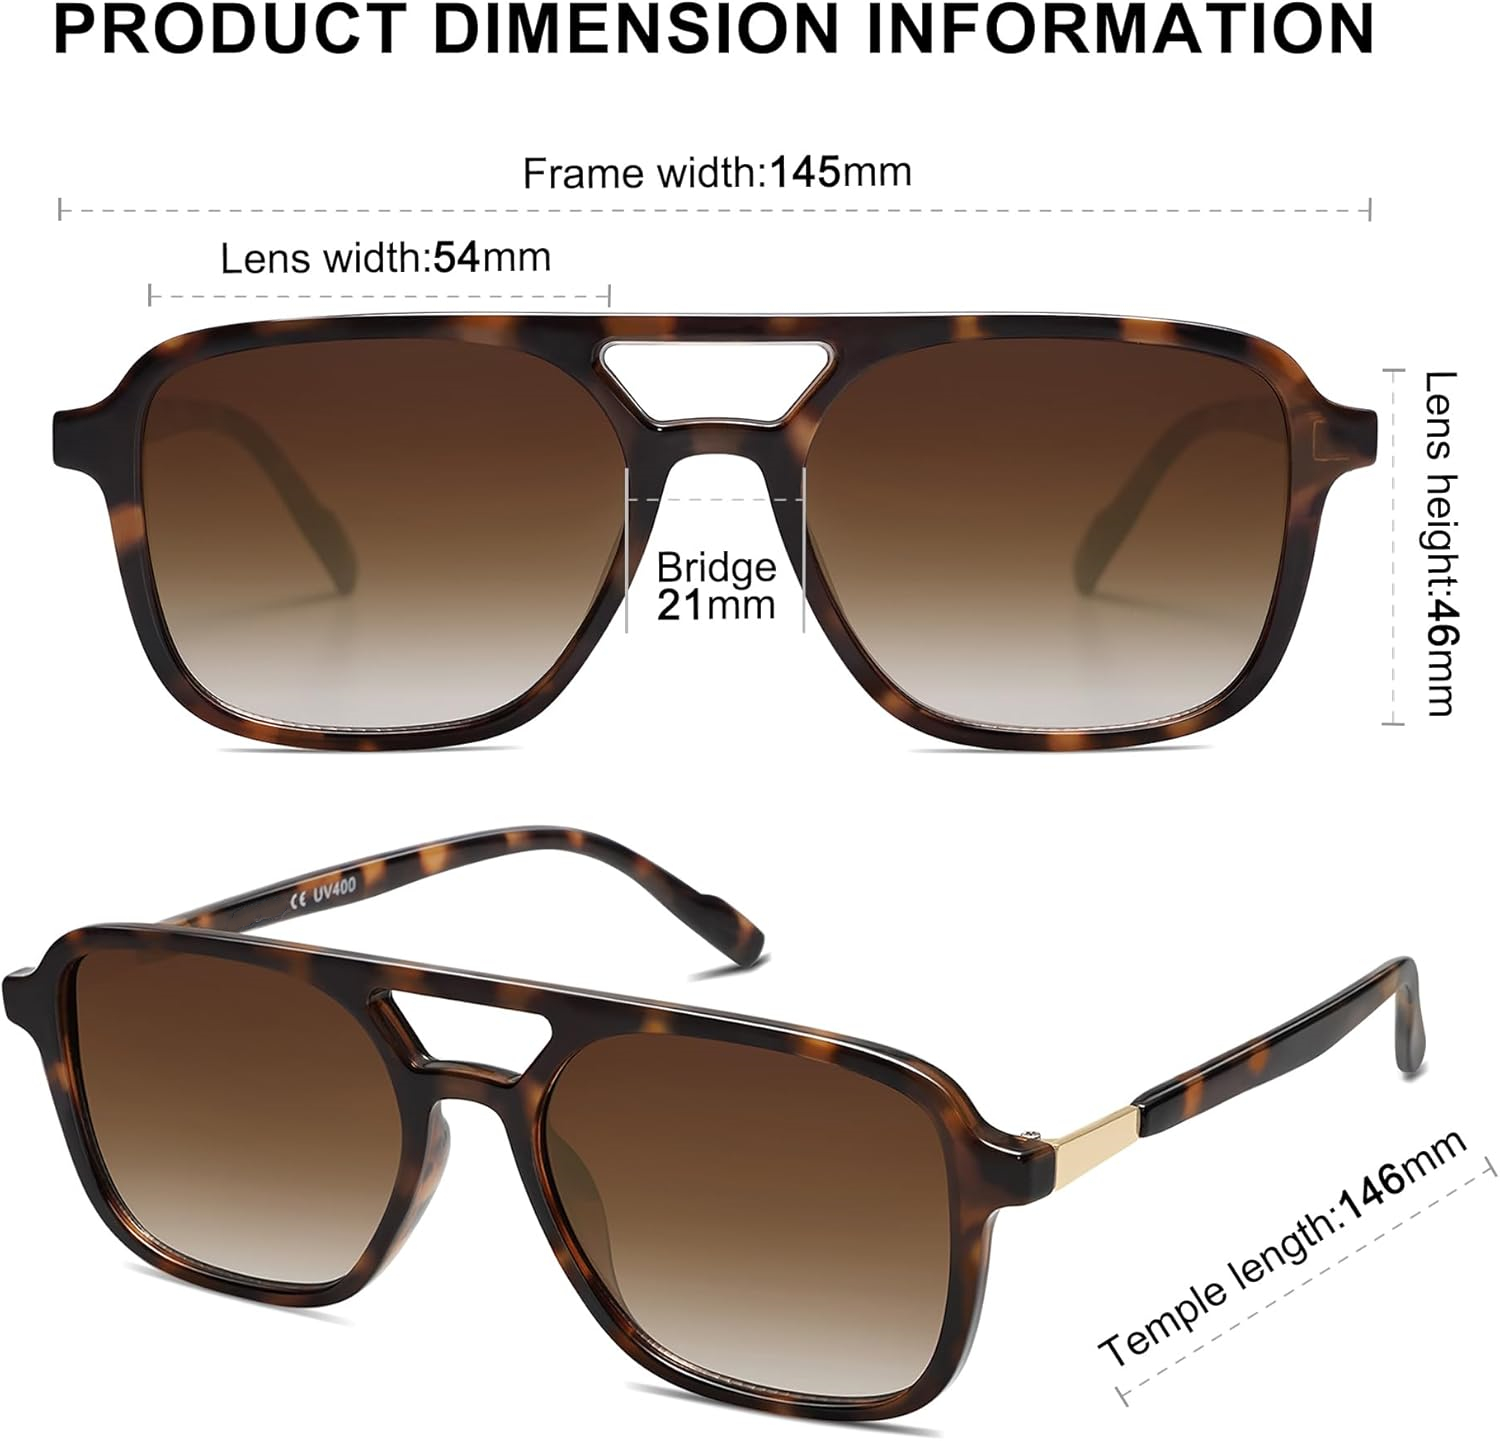 PRODUCT DIMENSION INFORMATION
Frame width:145mm
Lens width:54mm
Lens height:46mm
Bridge
21mm
CE UV400
Temple length:146mm